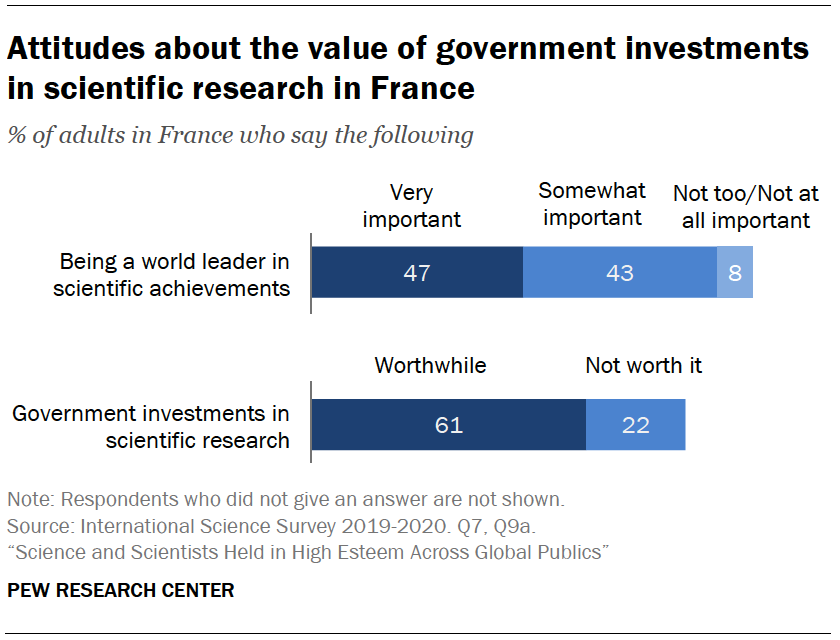 Attitudes about the value of government investments
in scientific research in France
% of adults in France who say the following
Very
important
Somewhat
important
Not too/Not at
all important
Being a world leader in
scientific achievements
47
43
8
Worthwhile
Not worth it
Government investments in
scientific research
61
22
Note: Respondents who did not give an answer are not shown.
Source: International Science Survey 2019-2020. Q7, Q9a.
“Science and Scientists Held in High Esteem Across Global Publics”
PEW RESEARCH CENTER